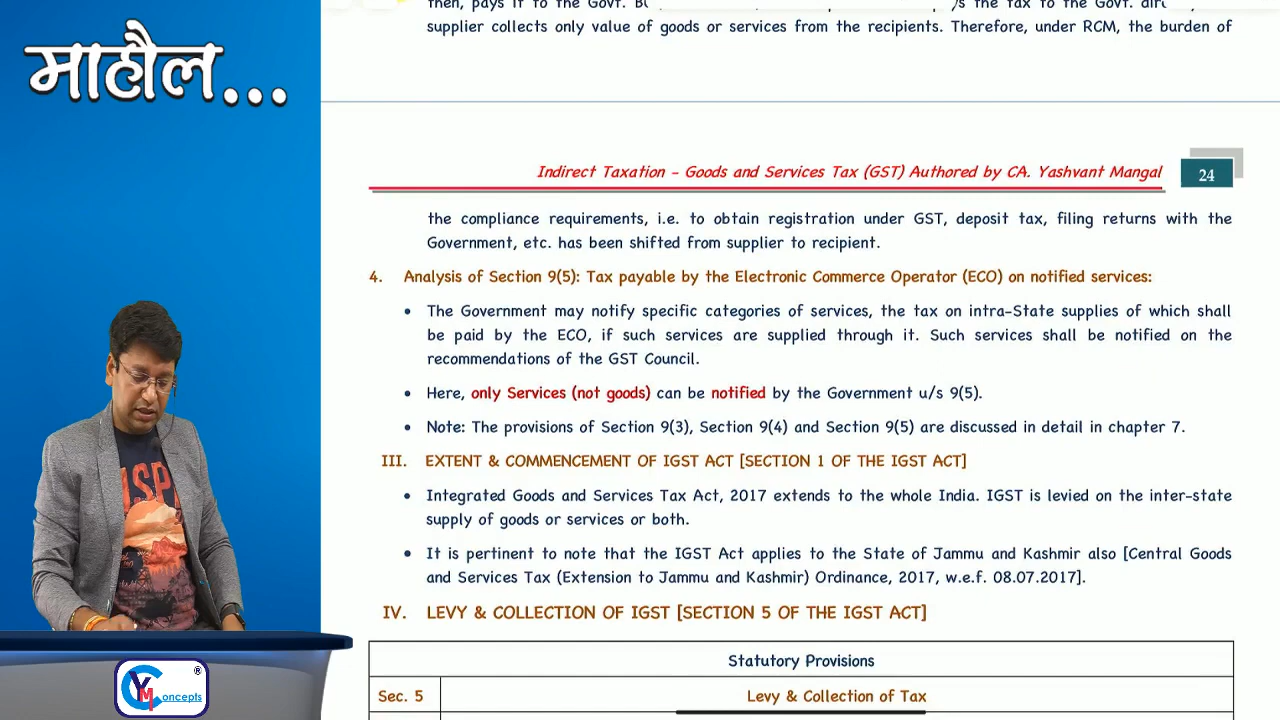 माहौल...
then, pays it to the Govt. the tax to the Govt.
supplier collects only value of goods or services from the recipients. Therefore, under RCM, the burden of
Indirect Taxation – Goods and Services Tax (GST) Authored by CA. Yashvant Mangal
24
the compliance requirements, i.e. to obtain registration under GST, deposit tax, filing returns with the
Government, etc. has been shifted from supplier to recipient.
4. Analysis of Section 9(5): Tax payable by the Electronic Commerce Operator (ECO) on notified services:
• The Government may notify specific categories of services, the tax on intra-State supplies of which shall
be paid by the ECO, if such services are supplied through it. Such services shall be notified on the
recommendations of the GST Council.
• Here, only Services (not goods) can be notified by the Government u/s 9(5).
• Note: The provisions of Section 9(3), Section 9(4) and Section 9(5) are discussed in detail in chapter 7.
III. EXTENT & COMMENCEMENT OF IGST ACT [SECTION 1 OF THE IGST ACT]
• Integrated Goods and Services Tax Act, 2017 extends to the whole India. IGST is levied on the inter-state
supply of goods or services or both.
• It is pertinent to note that the IGST Act applies to the State of Jammu and Kashmir also [Central Goods
and Services Tax (Extension to Jammu and Kashmir) Ordinance, 2017, w.e.f. 08.07.2017].
IV. LEVY & COLLECTION OF IGST [SECTION 5 OF THE IGST ACT]
Statutory Provisions
Sec. 5 Levy & Collection of Tax
YM Concepts ®